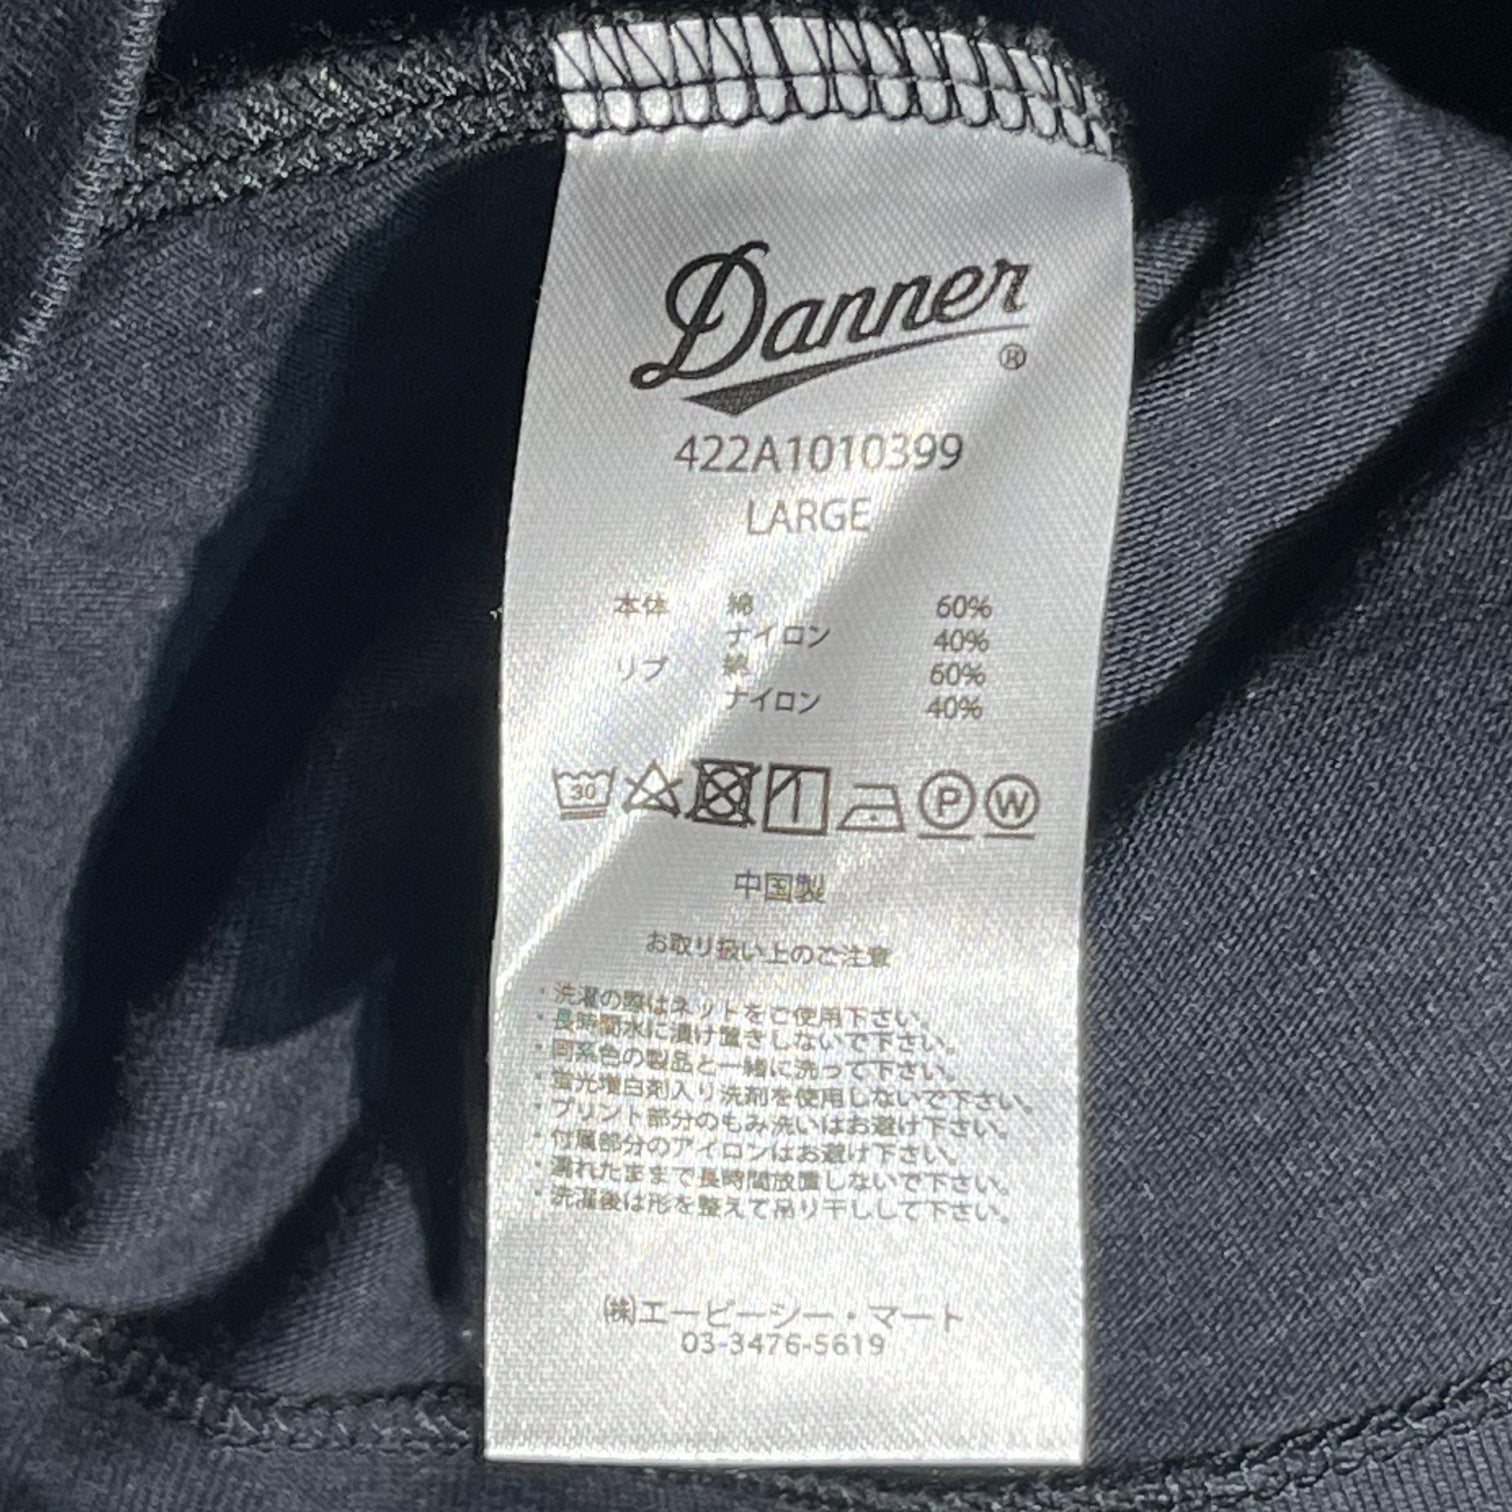 Danner
®
422A1010399
LARGE
本体 綿 60%
ナイロン 40%
リブ 綿 60%
ナイロン 40%
30 P W
中国製
お取り扱い上のご注意
・洗濯の際はネットをご使用下さい。
・長時間水に漬け置きしないで下さい。
・同系色の製品と一緒に洗って下さい。
・蛍光増白剤入り洗剤を使用しないで下さい。
・プリント部分のもみ洗いはお避け下さい。
・付属部分のアイロンはお避け下さい。
・濡れたままで長時間放置しないで下さい。
・洗濯後は形を整えて吊り干しして下さい。
㈱エービーシー・マート
03-3476-5619